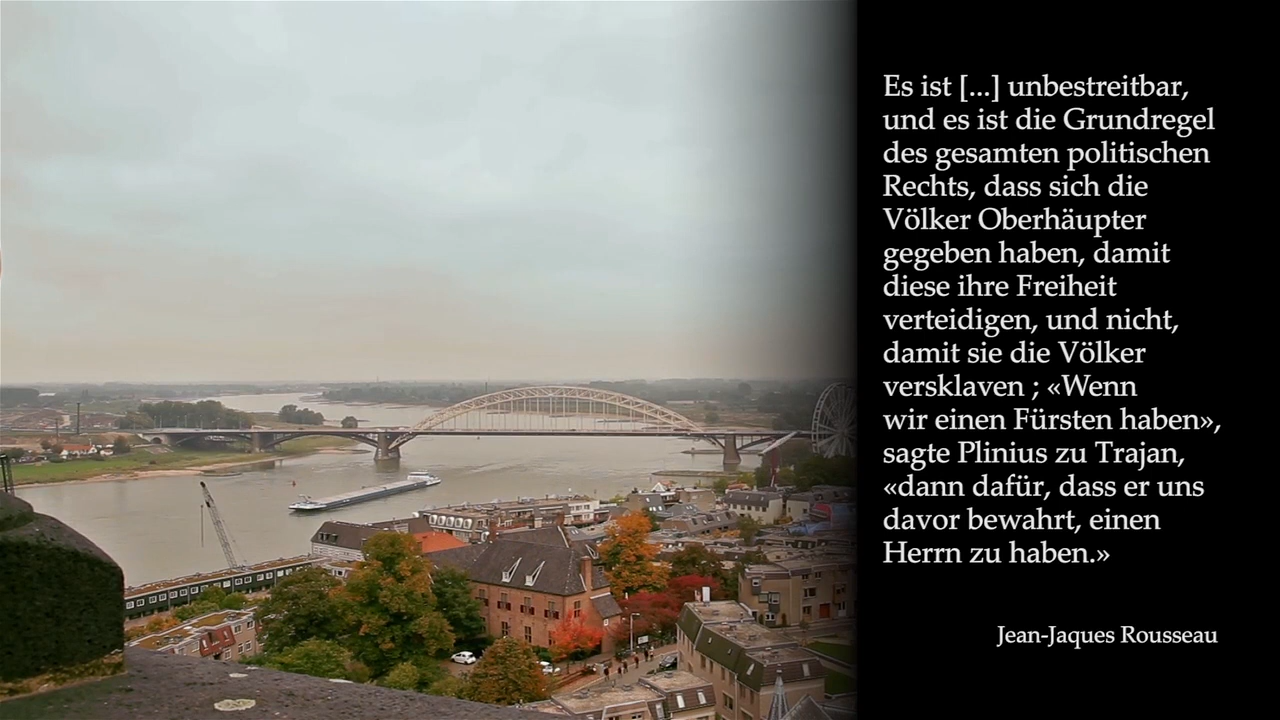 Es ist [...] unbestreitbar,
und es ist die Grundregel
des gesamten politischen
Rechts, dass sich die
Völker Oberhäupter
gegeben haben, damit
diese ihre Freiheit
verteidigen, und nicht,
damit sie die Völker
versklaven ; «Wenn
wir einen Fürsten haben»,
sagte Plinius zu Trajan,
«dann dafür, dass er uns
davor bewahrt, einen
Herrn zu haben.»
Jean-Jaques Rousseau